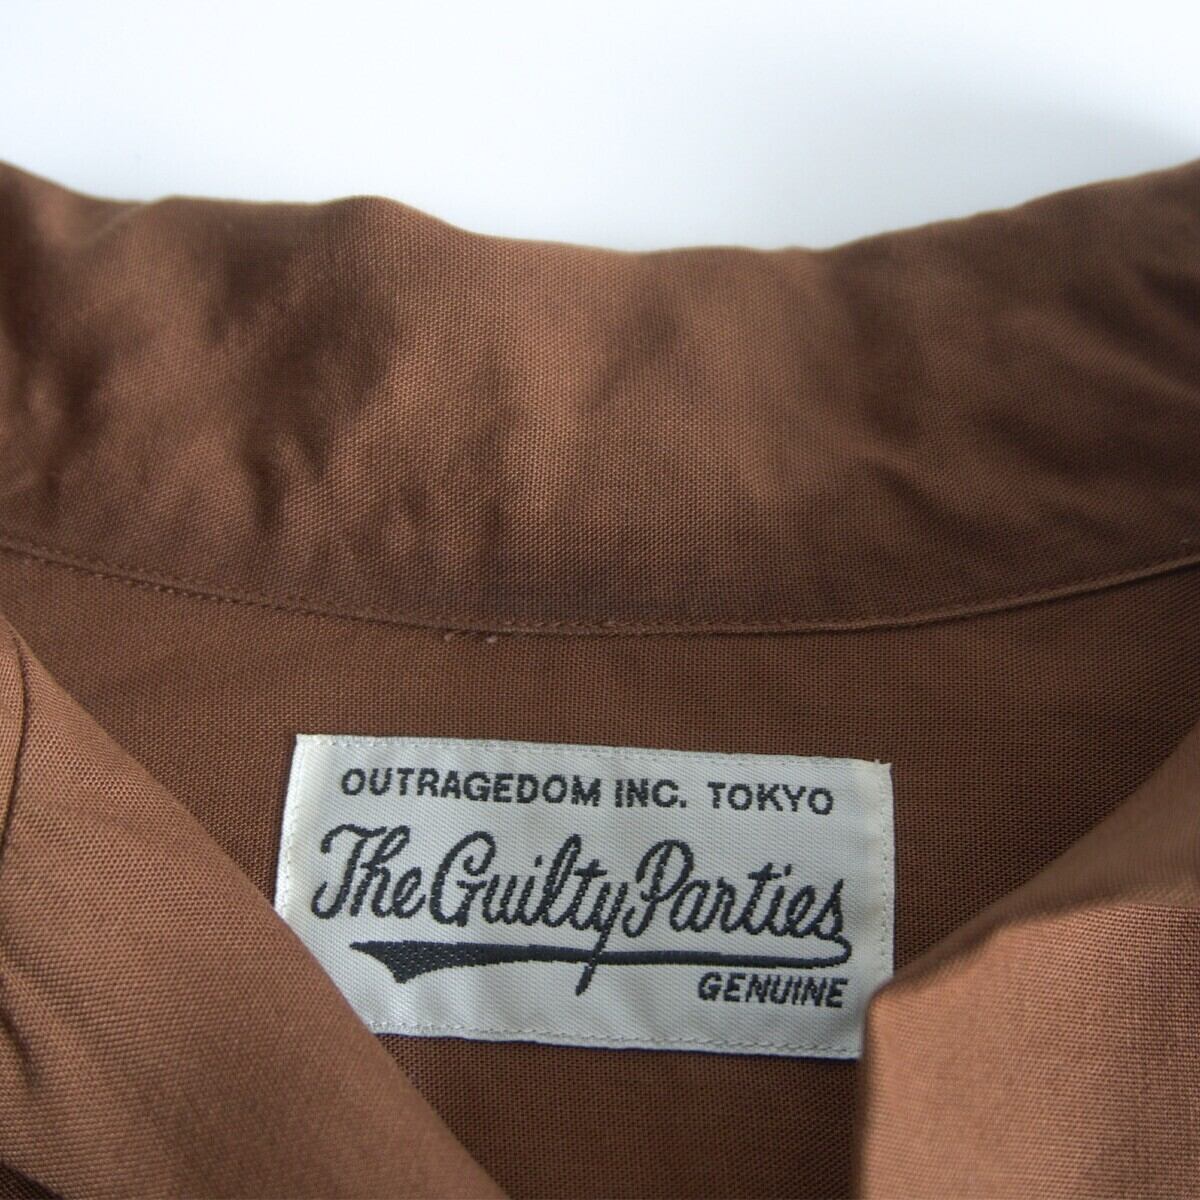 OUTRAGEDOM INC. TOKYO
The Guilty Parties
GENUINE